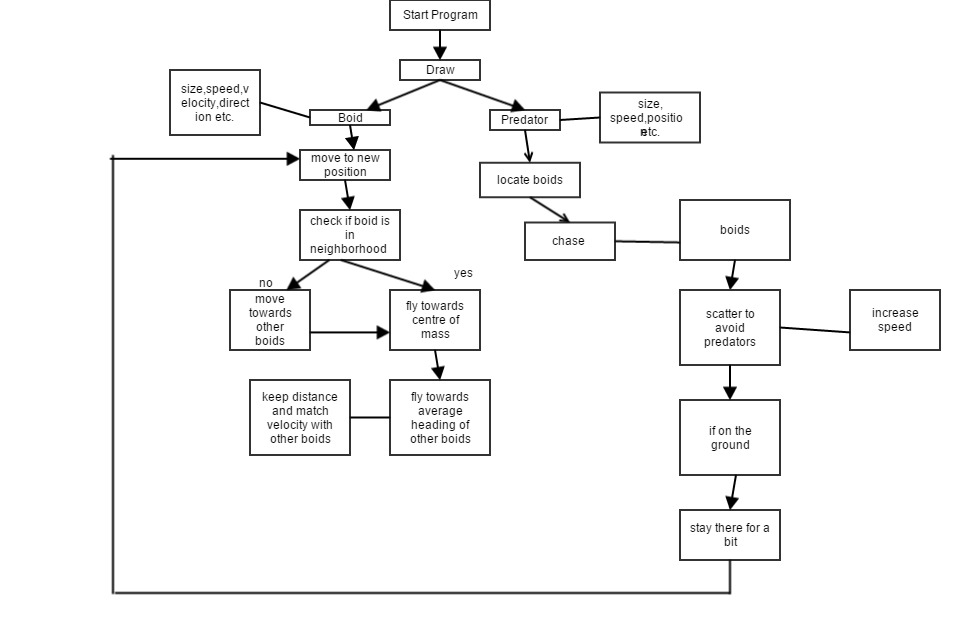 Start Program
Draw
size,speed,v
elocity,direct
ion etc.
Boid
Predator
size,
speed,positio
n
etc.
move to new
position
locate boids
check if boid is
in
neighborhood
chase
boids
no
yes
move
towards
other
boids
fly towards
centre of
mass
scatter to
avoid
predators
increase
speed
keep distance
and match
velocity with
other boids
fly towards
average
heading of
other boids
if on the
ground
stay there for a
bit